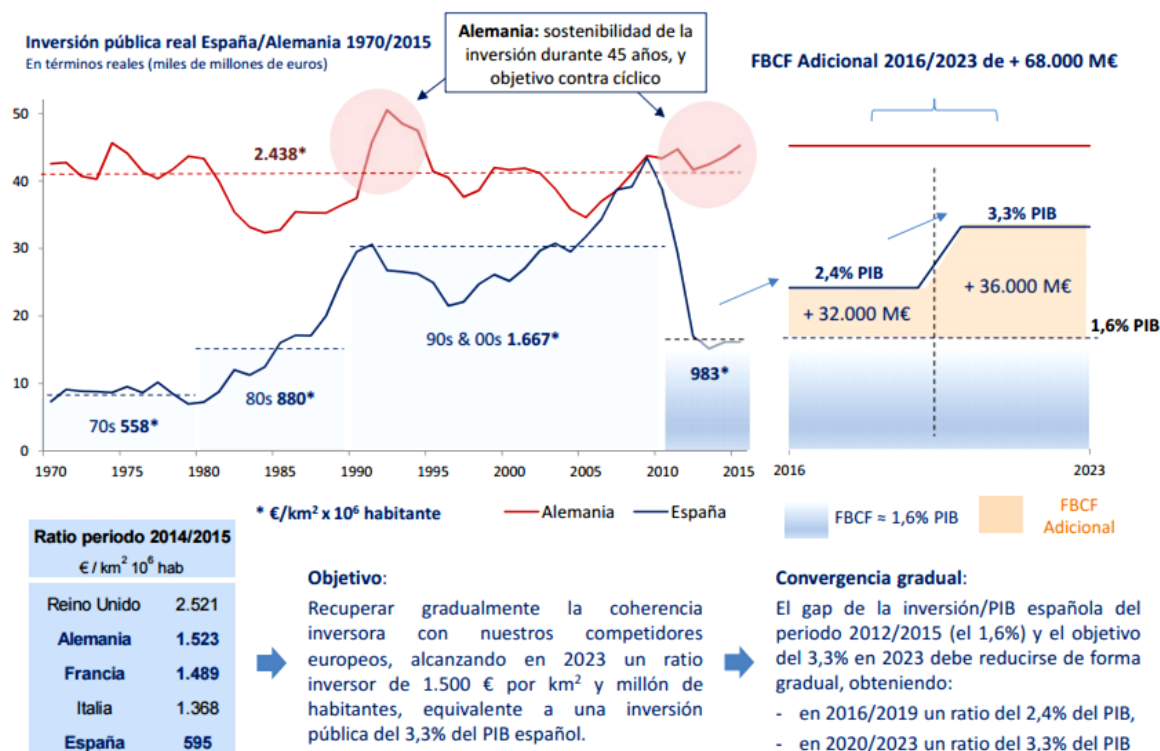 Inversión pública real España/Alemania 1970/2015
En términos reales (miles de millones de euros)
Alemania: sostenibilidad de la
inversión durante 45 años, y
objetivo contra cíclico
FBCF Adicional 2016/2023 de + 68.000 M€
50
40
30
20
10
0
2.438*
70s 558*
80s 880*
90s & 00s 1.667*
983*
1970
1975
1980
1985
1990
1995
2000
2005
2010
2015
2,4% PIB
3,3% PIB
+ 32.000 M€
+ 36.000 M€
1,6% PIB
2016
2023
* €/km² x 10⁶ habitante
Alemania
España
FBCF ≈ 1,6% PIB
FBCF
Adicional
Ratio periodo 2014/2015
€ / km² 10⁶ hab
Reino Unido 2.521
Alemania 1.523
Francia 1.489
Italia 1.368
España 595
Objetivo:
Recuperar gradualmente la coherencia
inversora con nuestros competidores
europeos, alcanzando en 2023 un ratio
inversor de 1.500 € por km² y millón de
habitantes, equivalente a una inversión
pública del 3,3% del PIB español.
Convergencia gradual:
El gap de la inversión/PIB española del
periodo 2012/2015 (el 1,6%) y el objetivo
del 3,3% en 2023 debe reducirse de forma
gradual, obteniendo:
- en 2016/2019 un ratio del 2,4% del PIB,
- en 2020/2023 un ratio del 3,3% del PIB